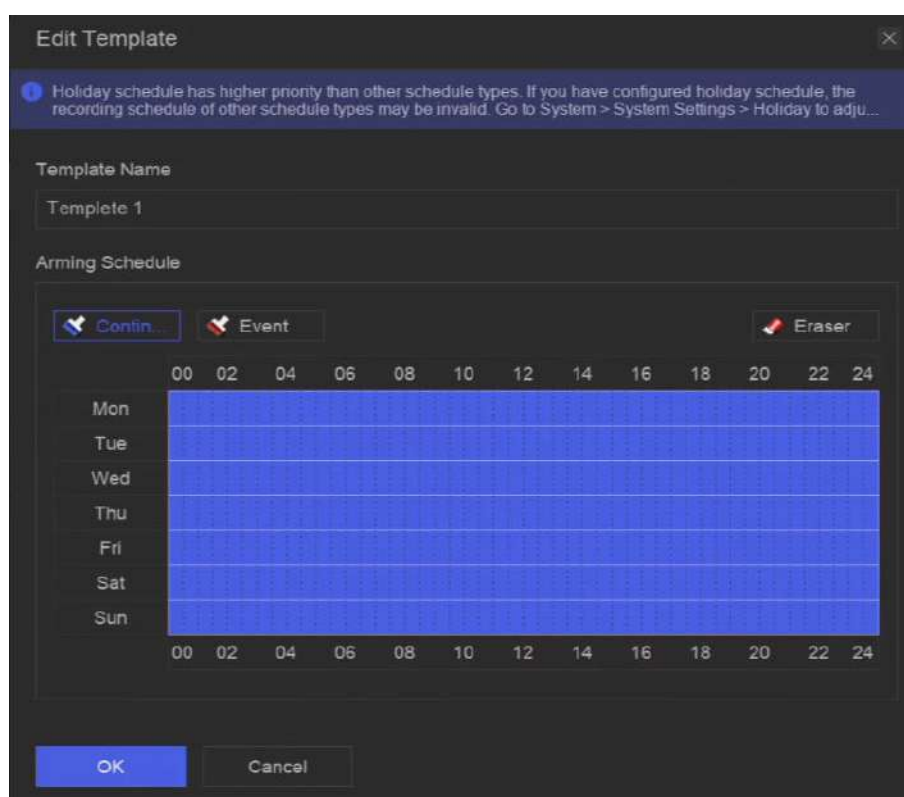 Edit Template
Holiday schedule has higher priority than other schedule types. If you have configured holiday schedule, the
recording schedule of other schedule types may be invalid. Go to System > System Settings > Holiday to adju...
Template Name
Templete 1
Arming Schedule
Contin... Event Eraser
00 02 04 06 08 10 12 14 16 18 20 22 24
Mon
Tue
Wed
Thu
Fri
Sat
Sun
00 02 04 06 08 10 12 14 16 18 20 22 24
OK Cancel